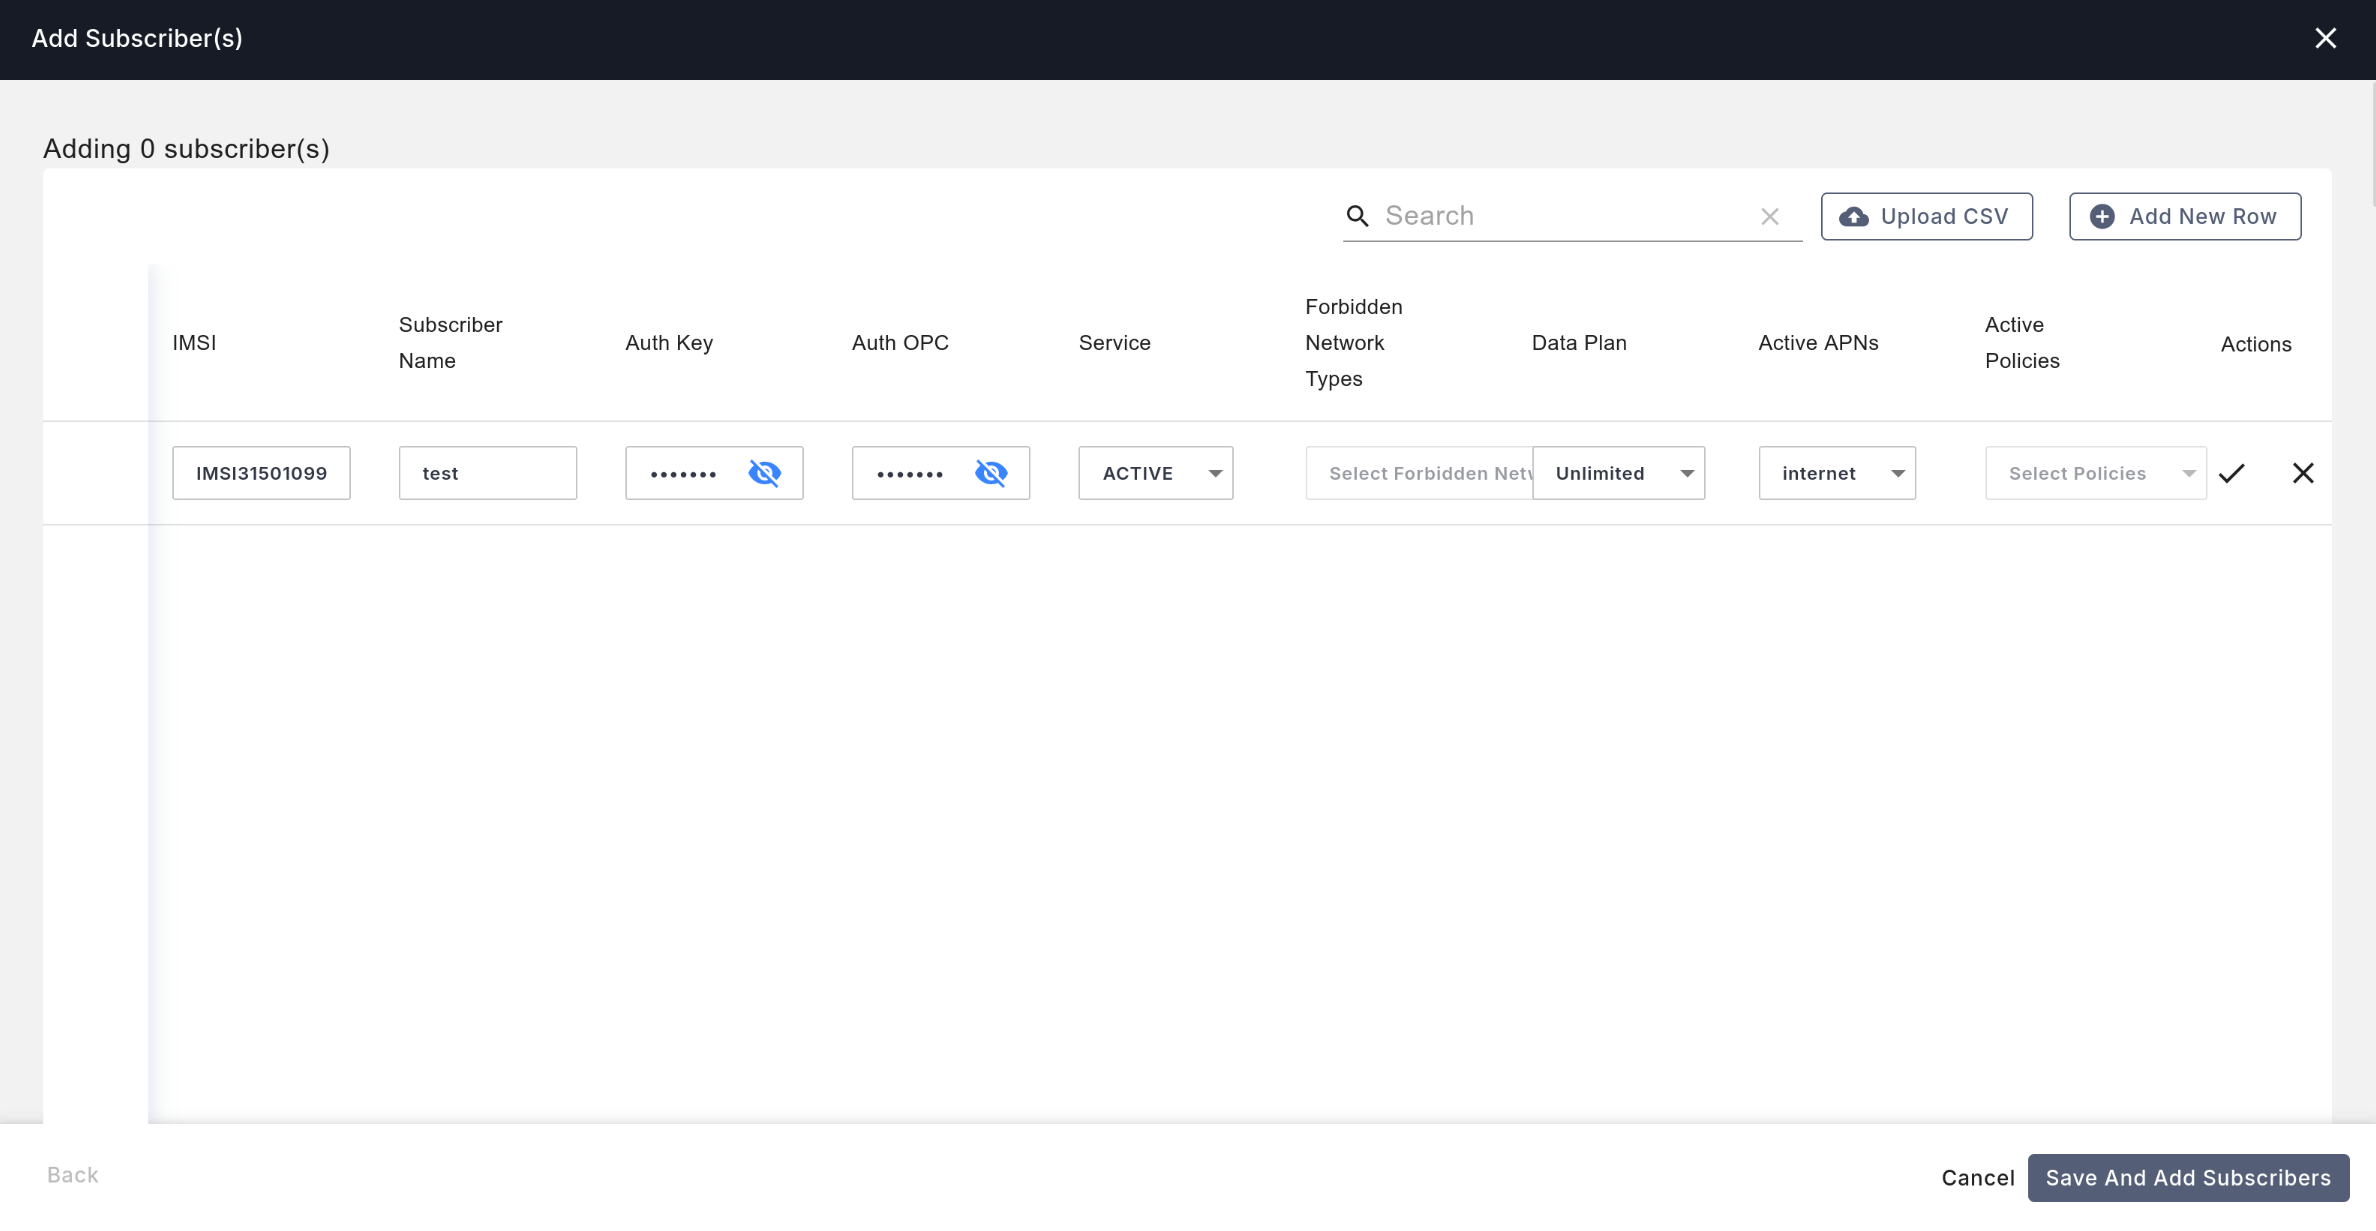 Add Subscriber(s)
Adding 0 subscriber(s)
Search
Upload CSV
Add New Row
IMSI
Subscriber
Name
Auth Key
Auth OPC
Service
Forbidden
Network
Types
Data Plan
Active APNs
Active
Policies
Actions
IMSI31501099
test
•••••••
•••••••
ACTIVE
Select Forbidden
Unlimited
internet
Select Policies
Back
Cancel
Save And Add Subscribers